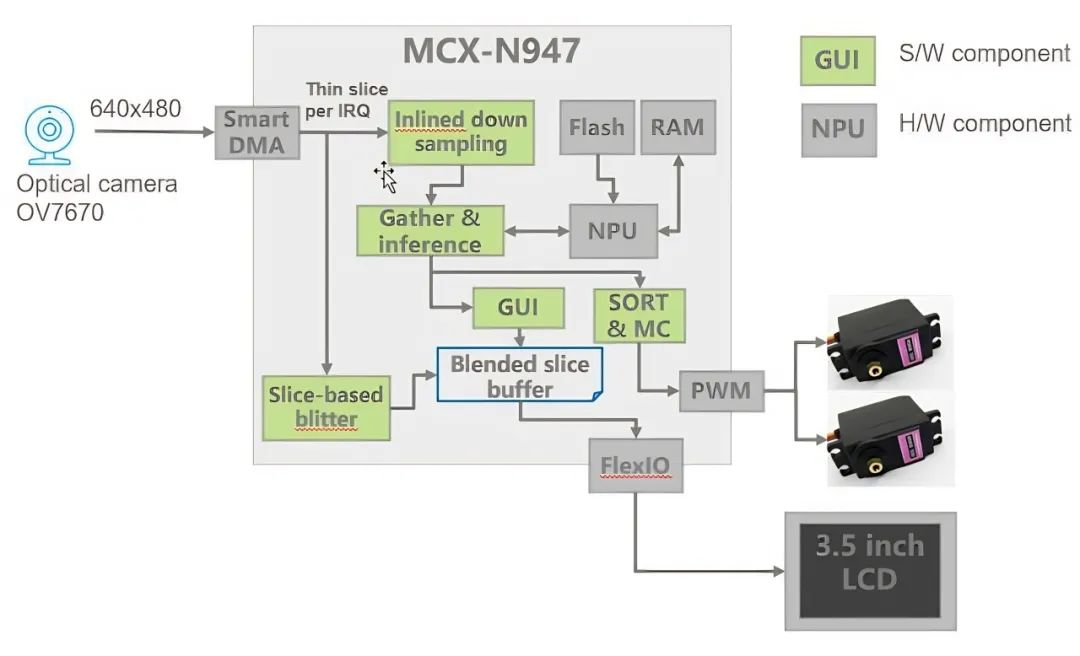 MCX-N947
GUI
S/W component
NPU
H/W component
640x480
Optical camera
OV7670
Smart
DMA
Thin slice
per IRQ
Inlined down
sampling
Flash
RAM
Gather &
inference
NPU
GUI
SORT
& MC
Blended slice
buffer
Slice-based
blitter
PWM
FlexIO
3.5 inch
LCD